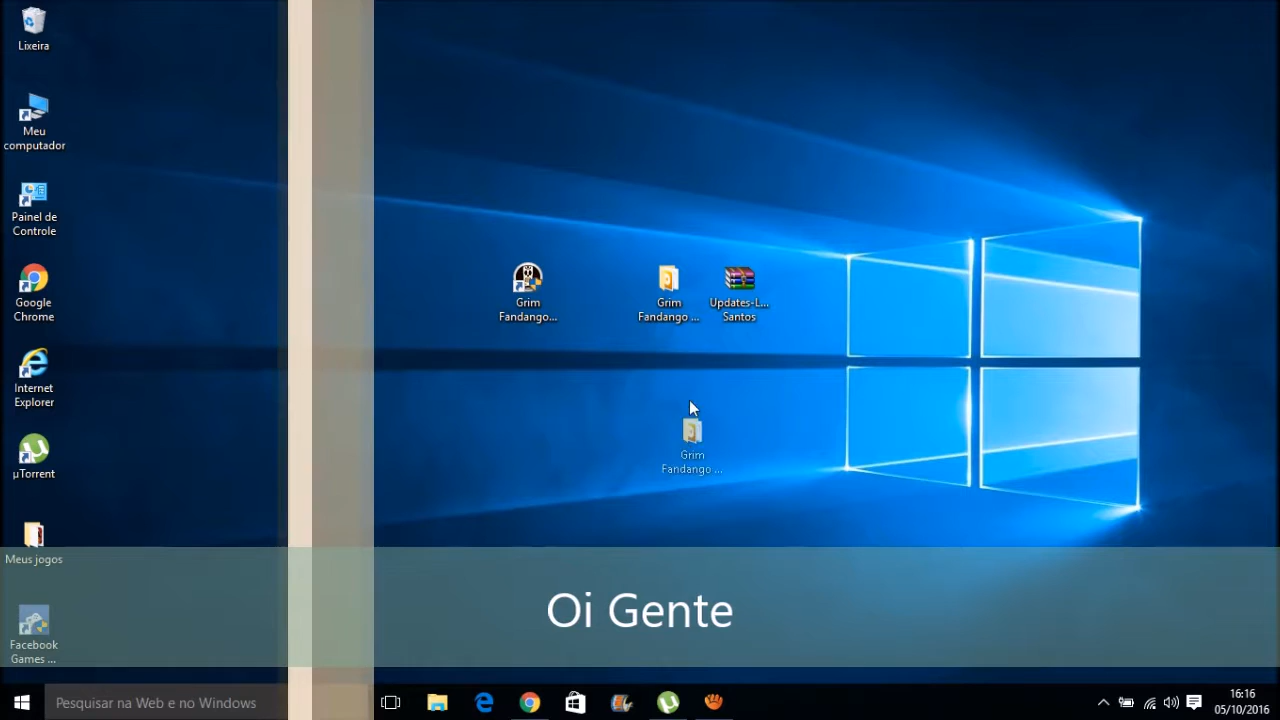 Lixeira
Meu
computador
Painel de
Controle
Google
Chrome
Internet
Explorer
µTorrent
Meus jogos
Facebook
Games ...
Grim
Fandango...
Grim
Fandango ...
Updates-L...
Santos
Grim
Fandango ...
Oi Gente
Pesquisar na Web e no Windows
16:16
05/10/2016